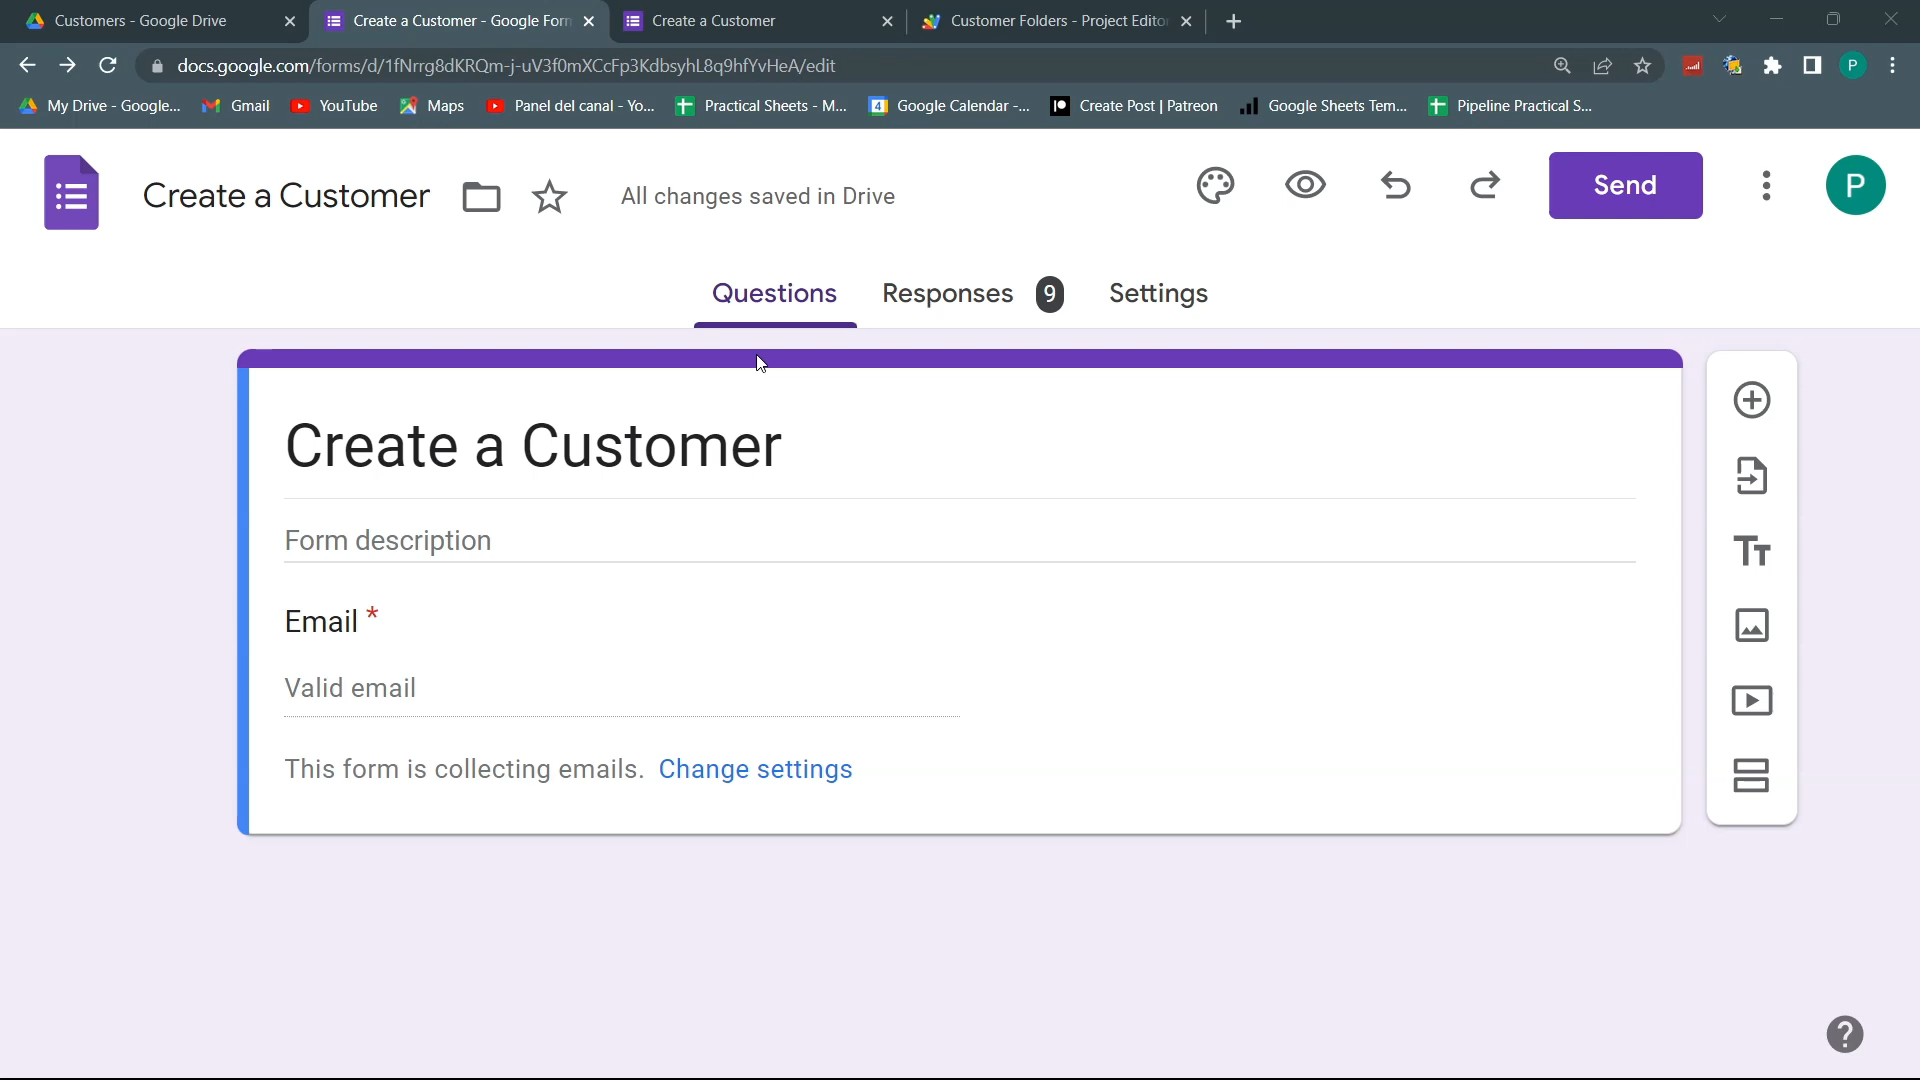 Customers - Google Drive
Create a Customer - Google Form
Create a Customer
Customer Folders - Project Editor
docs.google.com/forms/d/1fNrrg8dKRQm-j-uV3f0mXCcFp3KdbsyhL8q9hfYvHeA/edit
P
My Drive - Google...
Gmail
YouTube
Maps
Panel del canal - Yo...
Practical Sheets - M...
4
Google Calendar -...
Create Post | Patreon
Google Sheets Tem...
Pipeline Practical S...
Create a Customer
All changes saved in Drive
Send
P
Questions
Responses 9
Settings
Create a Customer
Form description
Email *
Valid email
This form is collecting emails. Change settings
Tт
?